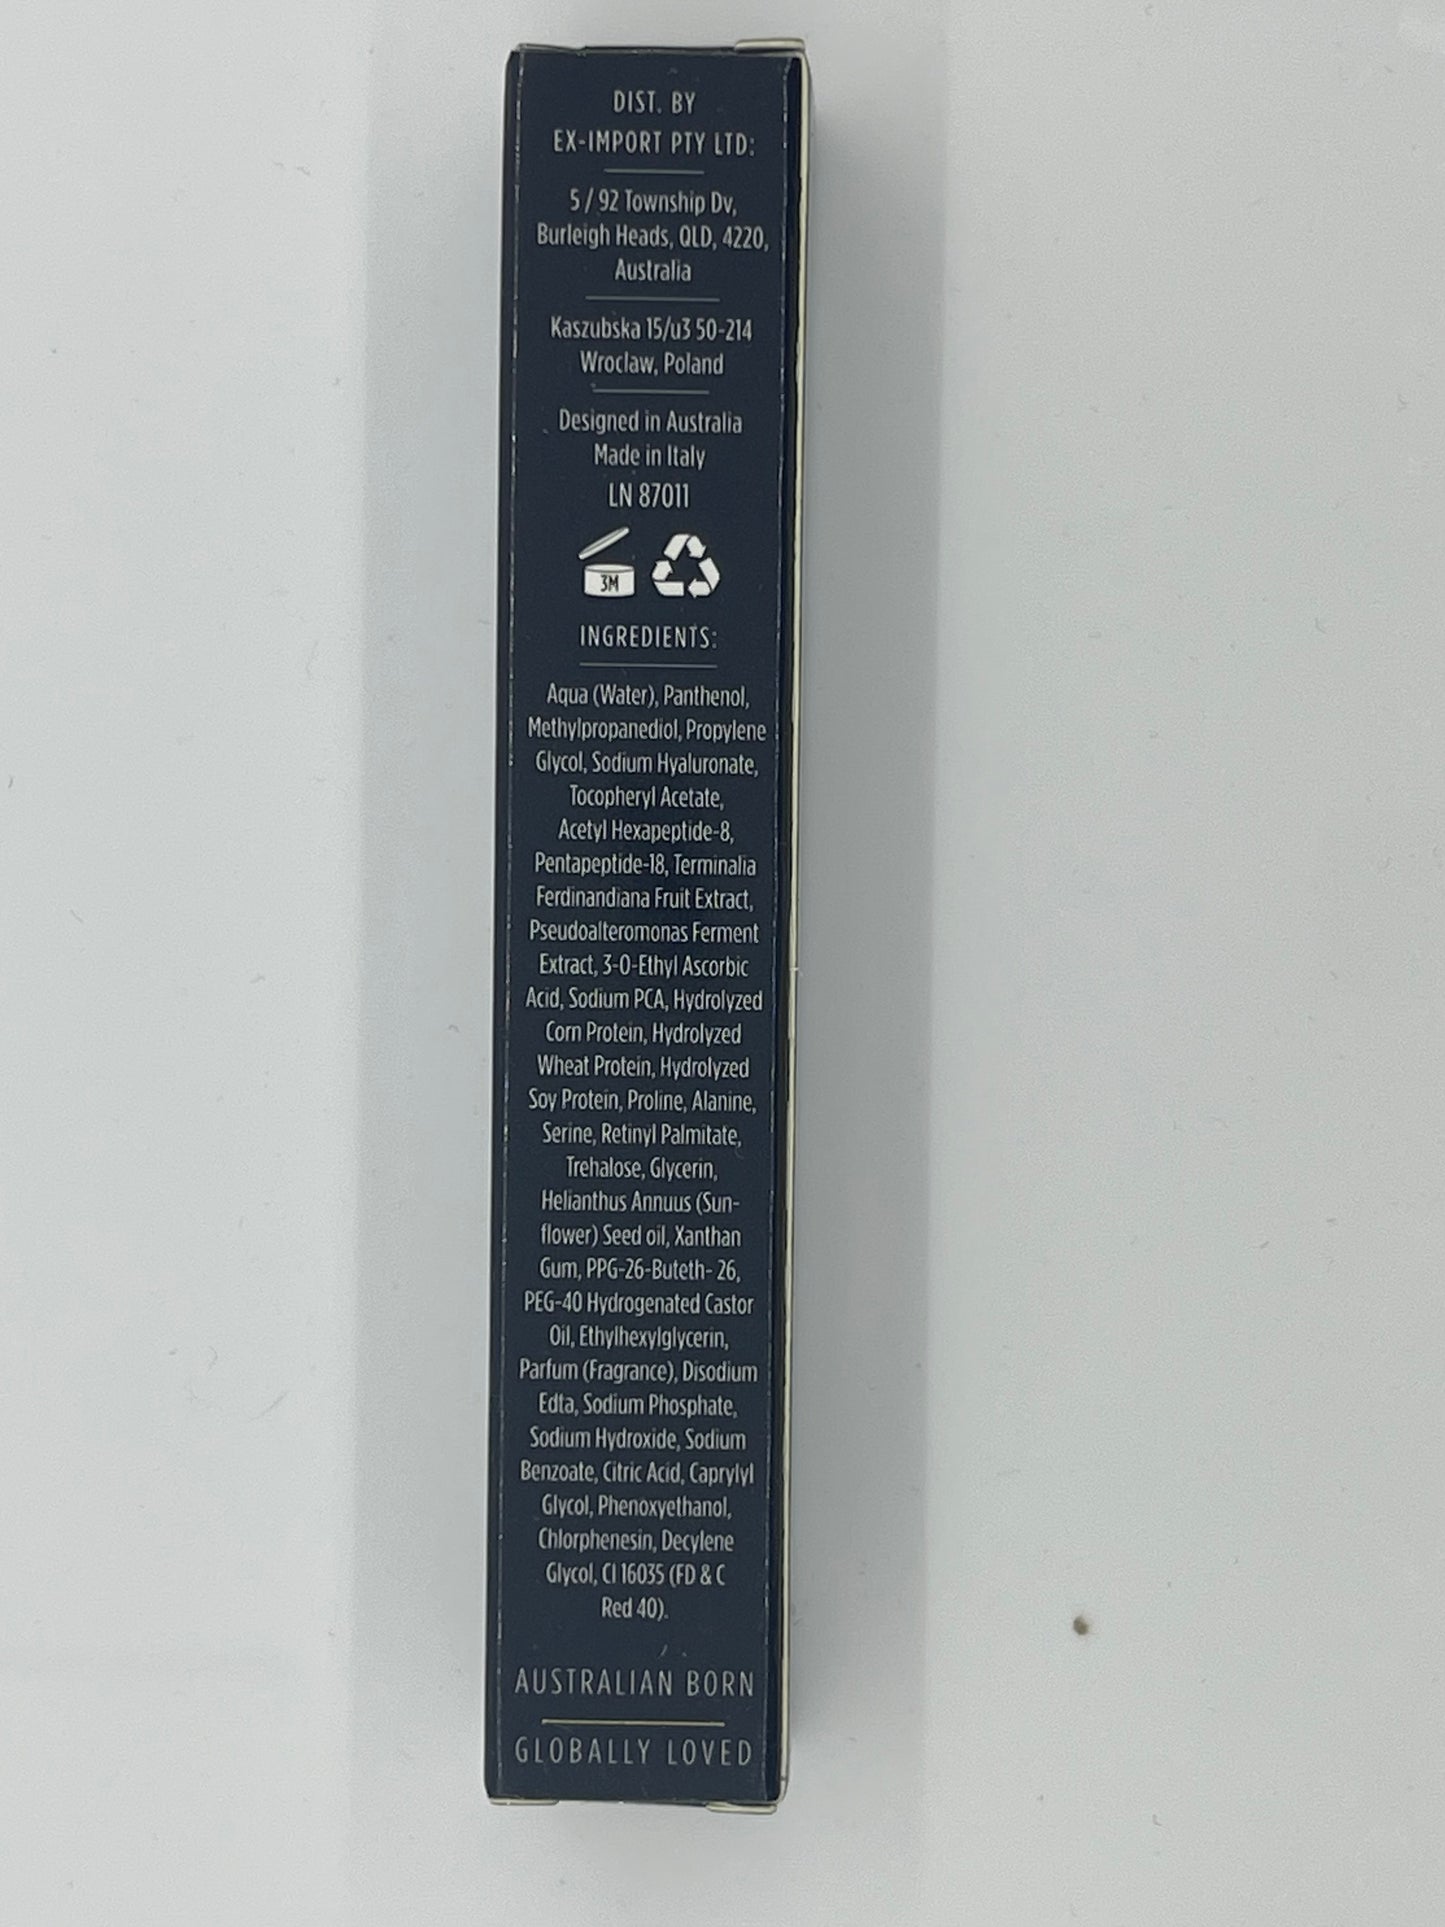 DIST. BY
EX-IMPORT PTY LTD:
5 / 92 Township Dv,
Burleigh Heads, QLD, 4220,
Australia
Kaszubska 15/u3 50-214
Wroclaw, Poland
Designed in Australia
Made in Italy
LN 87011
3M
INGREDIENTS:
Aqua (Water), Panthenol,
Methylpropanediol, Propylene
Glycol, Sodium Hyaluronate,
Tocopheryl Acetate,
Acetyl Hexapeptide-8,
Pentapeptide-18, Terminalia
Ferdinandiana Fruit Extract,
Pseudoalteromonas Ferment
Extract, 3-O-Ethyl Ascorbic
Acid, Sodium PCA, Hydrolyzed
Corn Protein, Hydrolyzed
Wheat Protein, Hydrolyzed
Soy Protein, Proline, Alanine,
Serine, Retinyl Palmitate,
Trehalose, Glycerin,
Helianthus Annuus (Sun-
flower) Seed oil, Xanthan
Gum, PPG-26-Buteth- 26,
PEG-40 Hydrogenated Castor
Oil, Ethylhexylglycerin,
Parfum (Fragrance), Disodium
Edta, Sodium Phosphate,
Sodium Hydroxide, Sodium
Benzoate, Citric Acid, Caprylyl
Glycol, Phenoxyethanol,
Chlorphenesin, Decylene
Glycol, CI 16035 (FD & C
Red 40).
AUSTRALIAN BORN
GLOBALLY LOVED